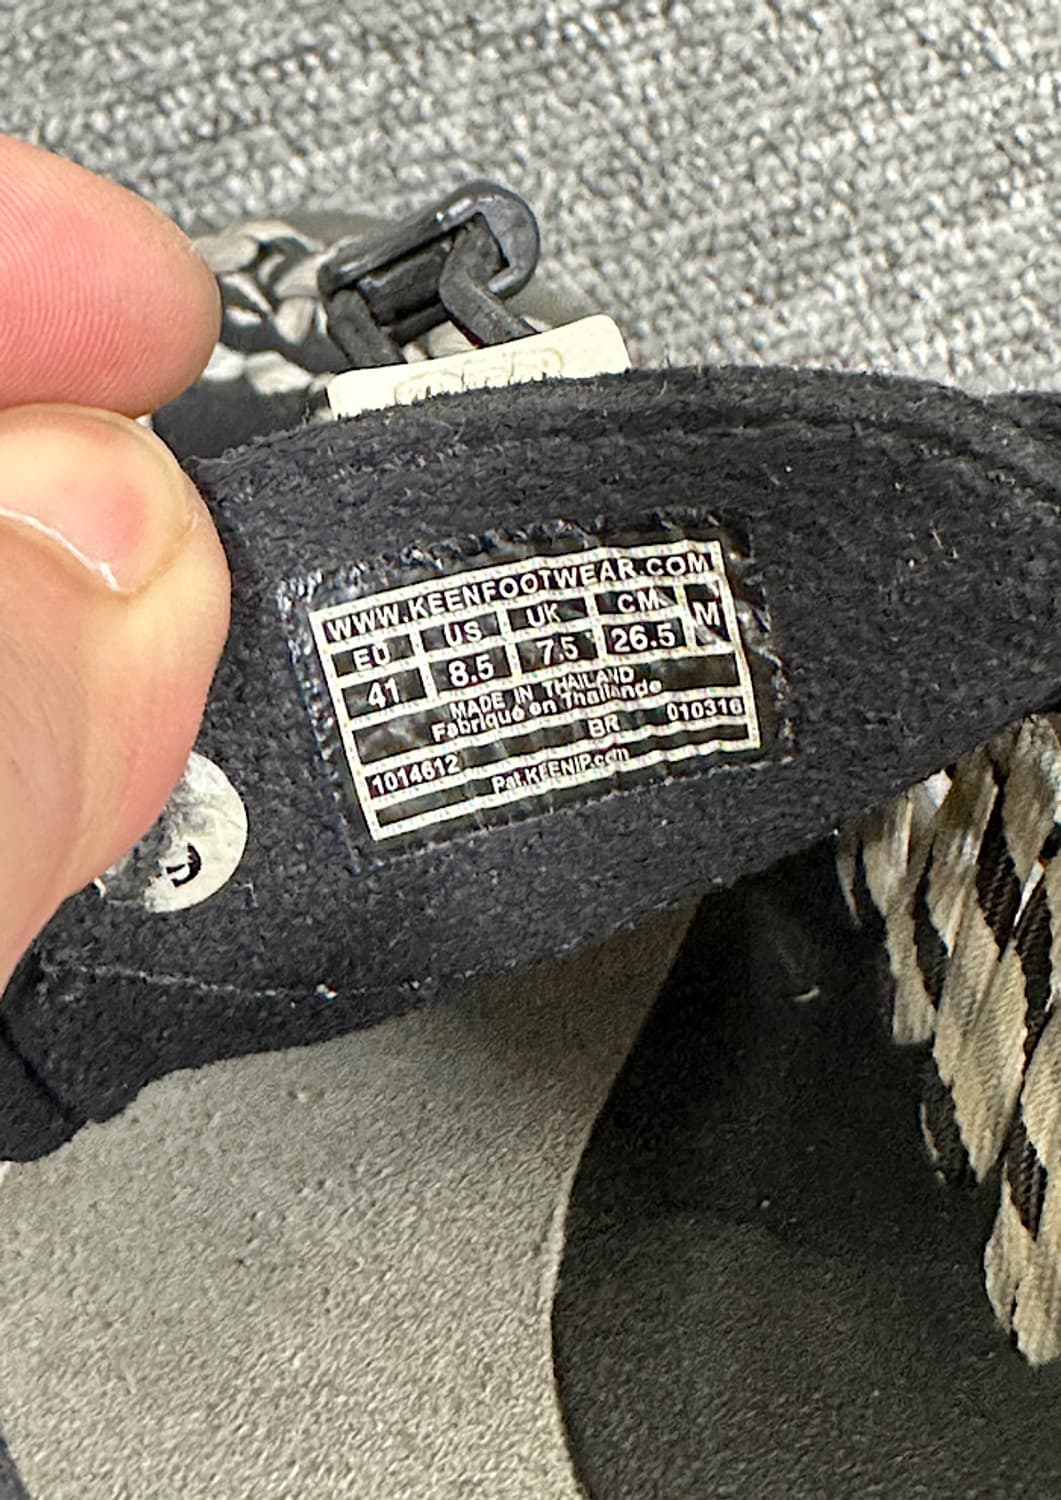 WWW.KEENFOOTWEAR.COM
EU US UK CM M
41 8.5 7.5 26.5
MADE IN THAILAND
Fabriqué en Thaïlande
BR 010316
1014612
Pat.KEENIP.com